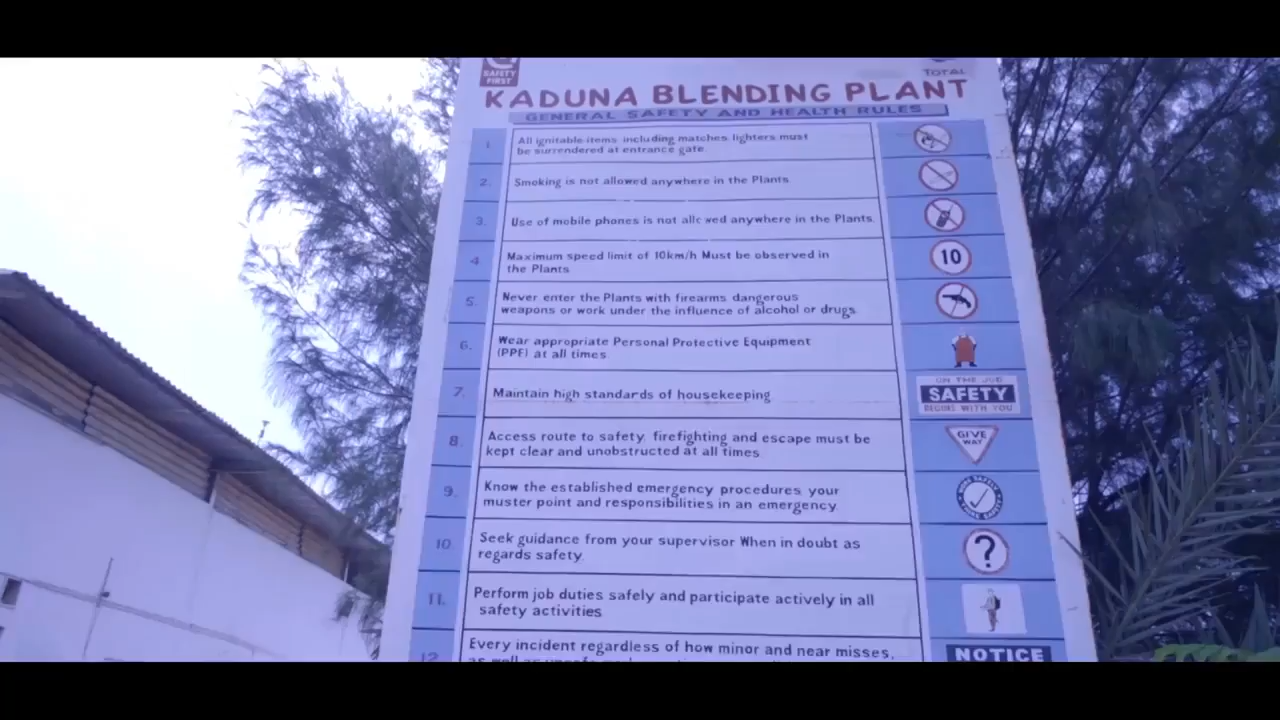 SAFETY
FIRST
TOTAL
KADUNA BLENDING PLANT
GENERAL SAFETY AND HEALTH RULES
1. All ignitable items including matches lighters must
be surrendered at entrance gate.
2. Smoking is not allowed anywhere in the Plants.
3. Use of mobile phones is not allowed anywhere in the Plants.
4. Maximum speed limit of 10km/h Must be observed in
the Plants
10
5. Never enter the Plants with firearms dangerous
weapons or work under the influence of alcohol or drugs.
6. Wear appropriate Personal Protective Equipment
(PPE) at all times
7. Maintain high standards of housekeeping
ON THE JOB
SAFETY
BEGINS WITH YOU
8. Access route to safety, firefighting and escape must be
kept clear and unobstructed at all times.
GIVE
WAY
9. Know the established emergency procedures, your
muster point and responsibilities in an emergency.
10. Seek guidance from your supervisor When in doubt as
regards safety.
?
11. Perform job duties safely and participate actively in all
safety activities
12. Every incident regardless of how minor and near misses,
as well as
NOTICE